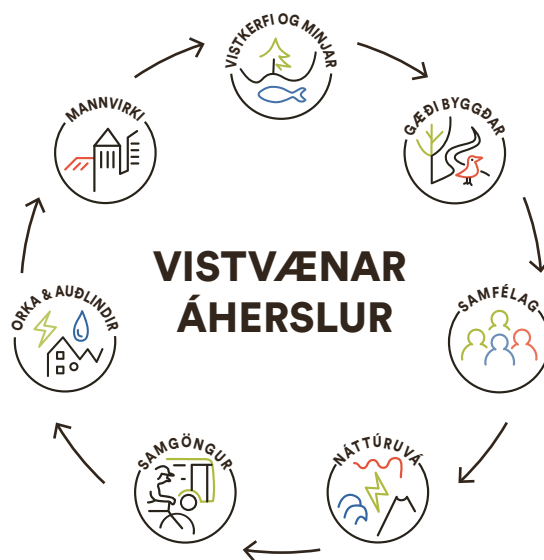 VISTKERFI OG MINJAR
GÆÐI BYGGÐAR
SAMFÉLAG
NÁTTÚRUVÁ
SAMGÖNGUR
ORKA & AUÐLINDIR
MANNVIRKI
VISTVÆNAR
ÁHERSLUR